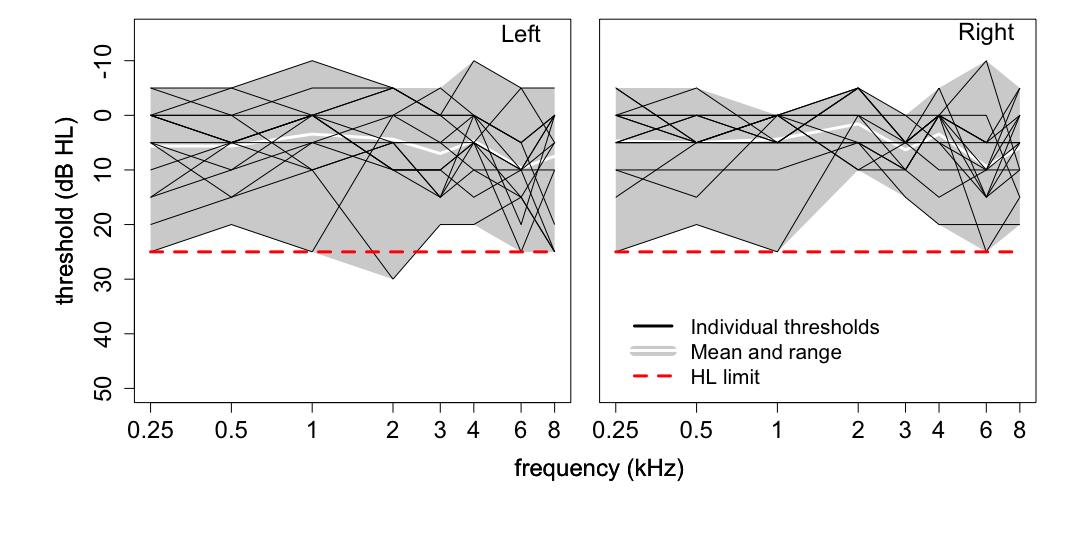 Left
Right
threshold (dB HL)
-10
0
10
20
30
40
50
Individual thresholds
Mean and range
HL limit
0.25 0.5 1 2 3 4 6 8
0.25 0.5 1 2 3 4 6 8
frequency (kHz)